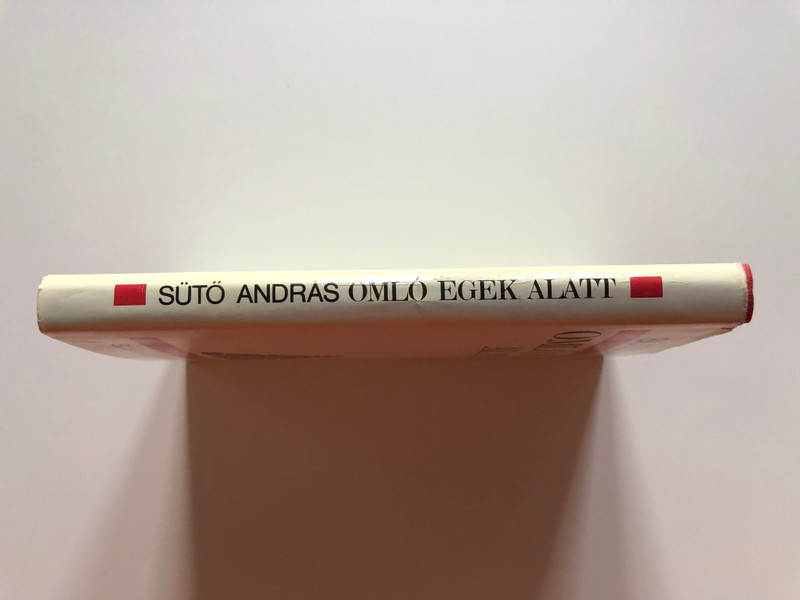 SÜTŐ ANDRÁS OMLÓ EGEK ALATT